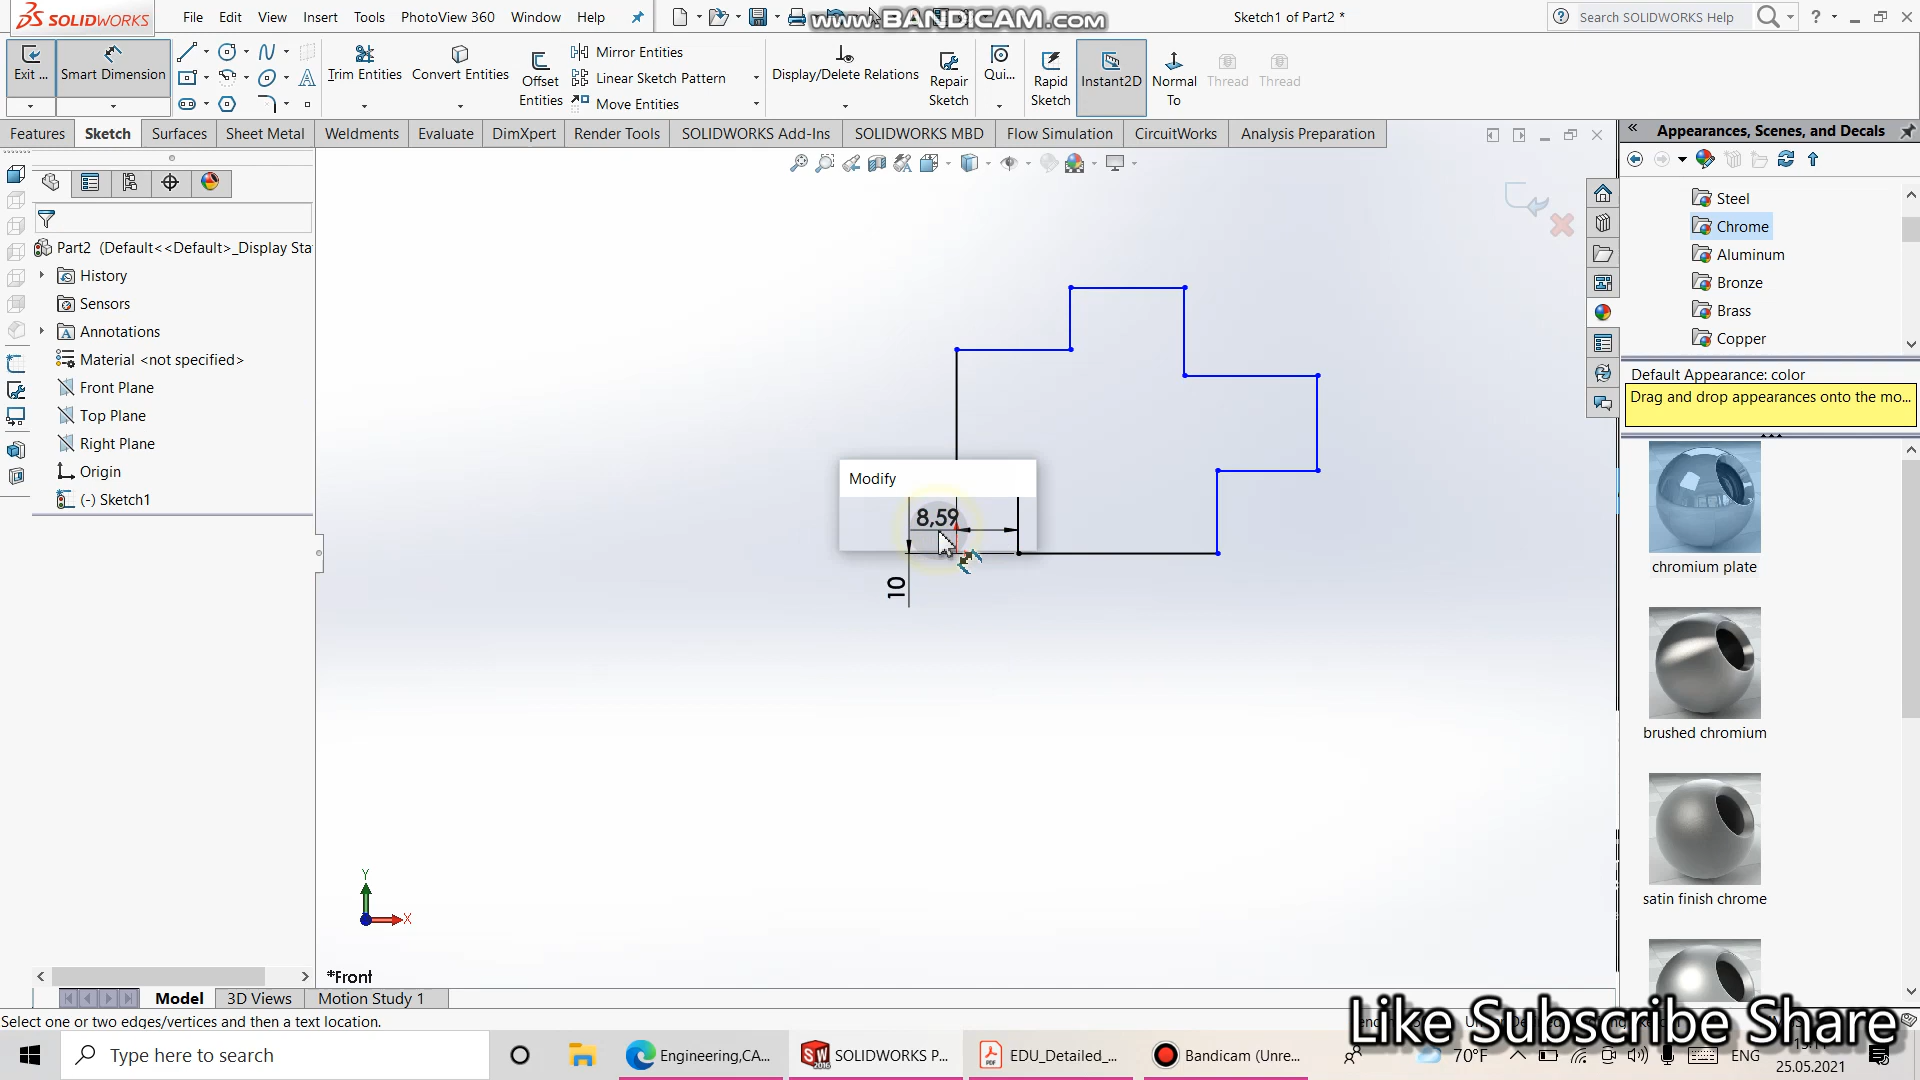 SOLIDWORKS
File Edit View Insert Tools PhotoView 360 Window Help
www.BANDICAM.com
Sketch1 of Part2 *
Search SOLIDWORKS Help
Exit ...
Smart Dimension
Trim Entities
Convert Entities
Offset Entities
Mirror Entities
Linear Sketch Pattern
Move Entities
Display/Delete Relations
Repair Sketch
Qui...
Rapid Sketch
Instant2D
Normal To
Thread
Thread
Features Sketch Surfaces Sheet Metal Weldments Evaluate DimXpert Render Tools SOLIDWORKS Add-Ins SOLIDWORKS MBD Flow Simulation CircuitWorks Analysis Preparation
Appearances, Scenes, and Decals
Part2 (Default<<Default>_Display Sta
History
Sensors
Annotations
Material <not specified>
Front Plane
Top Plane
Right Plane
Origin
(-) Sketch1
Modify
8,59
10
Y
X
*Front
Steel
Chrome
Aluminum
Bronze
Brass
Copper
Default Appearance: color
Drag and drop appearances onto the mo...
chromium plate
brushed chromium
satin finish chrome
Model 3D Views Motion Study 1
Select one or two edges/vertices and then a text location.
Like Subscribe Share
Type here to search
Engineering,CA...
SOLIDWORKS P...
EDU_Detailed_...
Bandicam (Unre...
70°F
ENG
25.05.2021